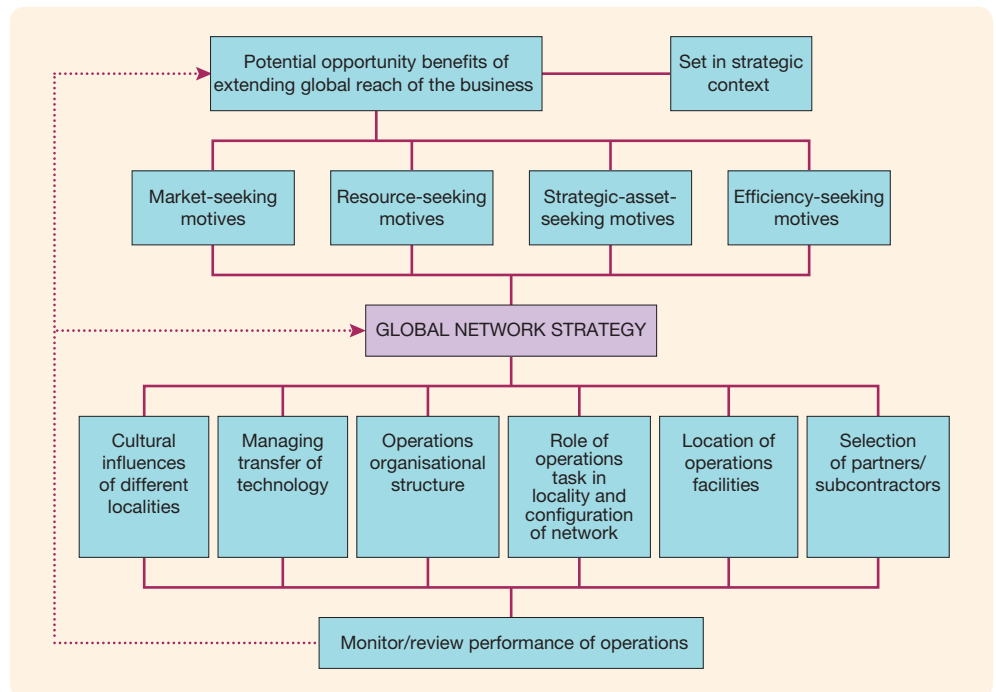 Potential opportunity benefits of
extending global reach of the business
Set in strategic
context
Market-seeking
motives
Resource-seeking
motives
Strategic-asset-
seeking motives
Efficiency-seeking
motives
GLOBAL NETWORK STRATEGY
Cultural
influences
of different
localities
Managing
transfer of
technology
Operations
organisational
structure
Role of
operations
task in
locality and
configuration
of network
Location of
operations
facilities
Selection
of partners/
subcontractors
Monitor/review performance of operations